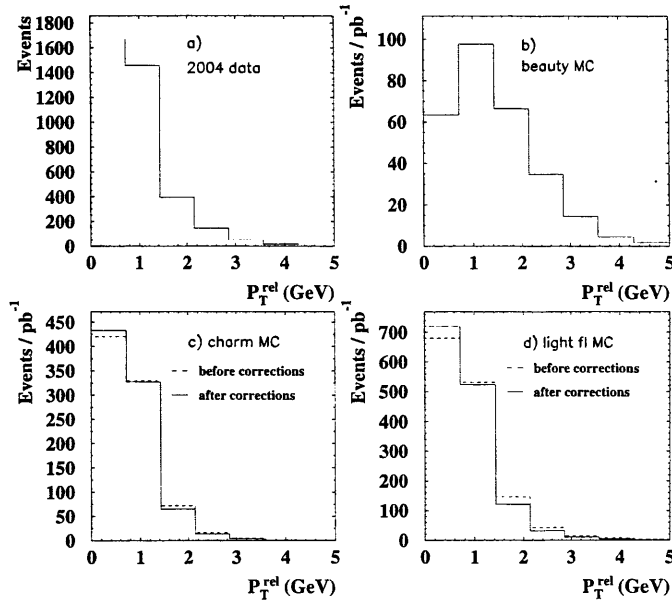 Events
1800
1600
1400
1200
1000
800
600
400
200
0
a)
2004 data
0 1 2 3 4 5
P_T^rel (GeV)
Events / pb^-1
100
80
60
40
20
0
b)
beauty MC
0 1 2 3 4 5
P_T^rel (GeV)
Events / pb^-1
450
400
350
300
250
200
150
100
50
0
c) charm MC
before corrections
after corrections
0 1 2 3 4 5
P_T^rel (GeV)
Events / pb^-1
700
600
500
400
300
200
100
0
d) light fl MC
before corrections
after corrections
0 1 2 3 4 5
P_T^rel (GeV)